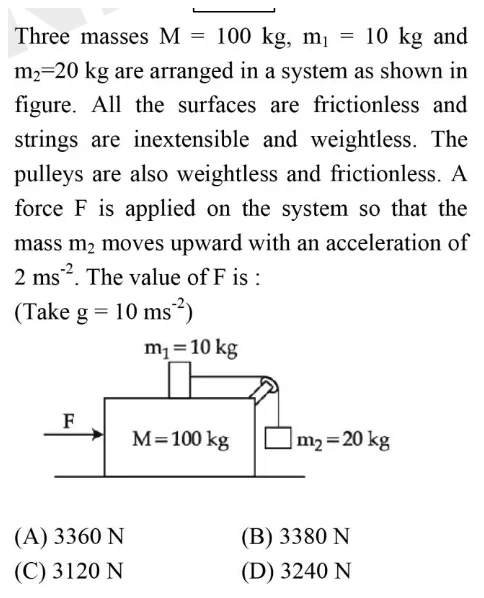 Three masses M = 100 kg, m₁ = 10 kg and
m₂=20 kg are arranged in a system as shown in
figure. All the surfaces are frictionless and
strings are inextensible and weightless. The
pulleys are also weightless and frictionless. A
force F is applied on the system so that the
mass m₂ moves upward with an acceleration of
2 ms⁻². The value of F is :
(Take g = 10 ms⁻²)
m₁=10 kg
F
M=100 kg
m₂=20 kg
(A) 3360 N (B) 3380 N
(C) 3120 N (D) 3240 N